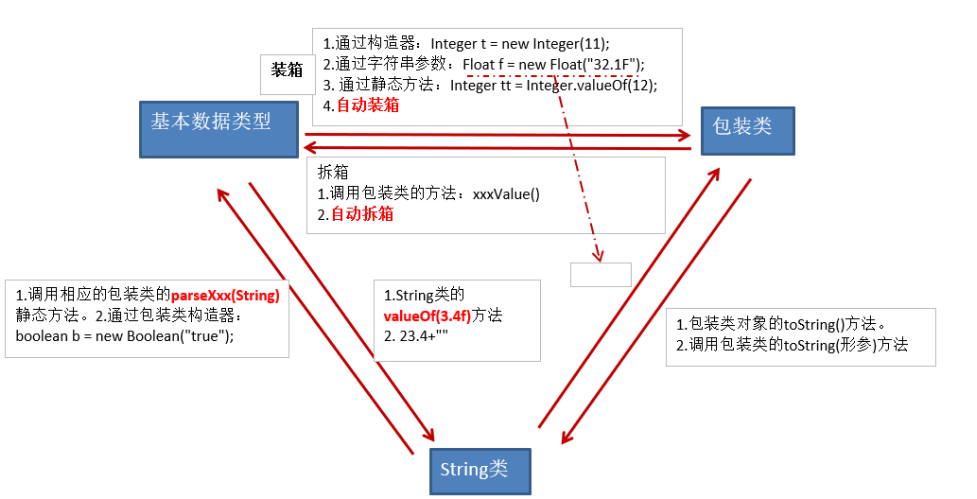 1.通过构造器：Integer t = new Integer(11);
2.通过字符串参数：Float f = new Float("32.1F");
3. 通过静态方法：Integer tt = Integer.valueOf(12);
4.自动装箱
装箱
基本数据类型
包装类
拆箱
1.调用包装类的方法：xxxValue()
2.自动拆箱
1.调用相应的包装类的parseXxx(String)
静态方法。2.通过包装类构造器：
boolean b = new Boolean("true");
1.String类的
valueOf(3.4f)方法
2. 23.4+""
1.包装类对象的toString()方法。
2.调用包装类的toString(形参)方法
String类